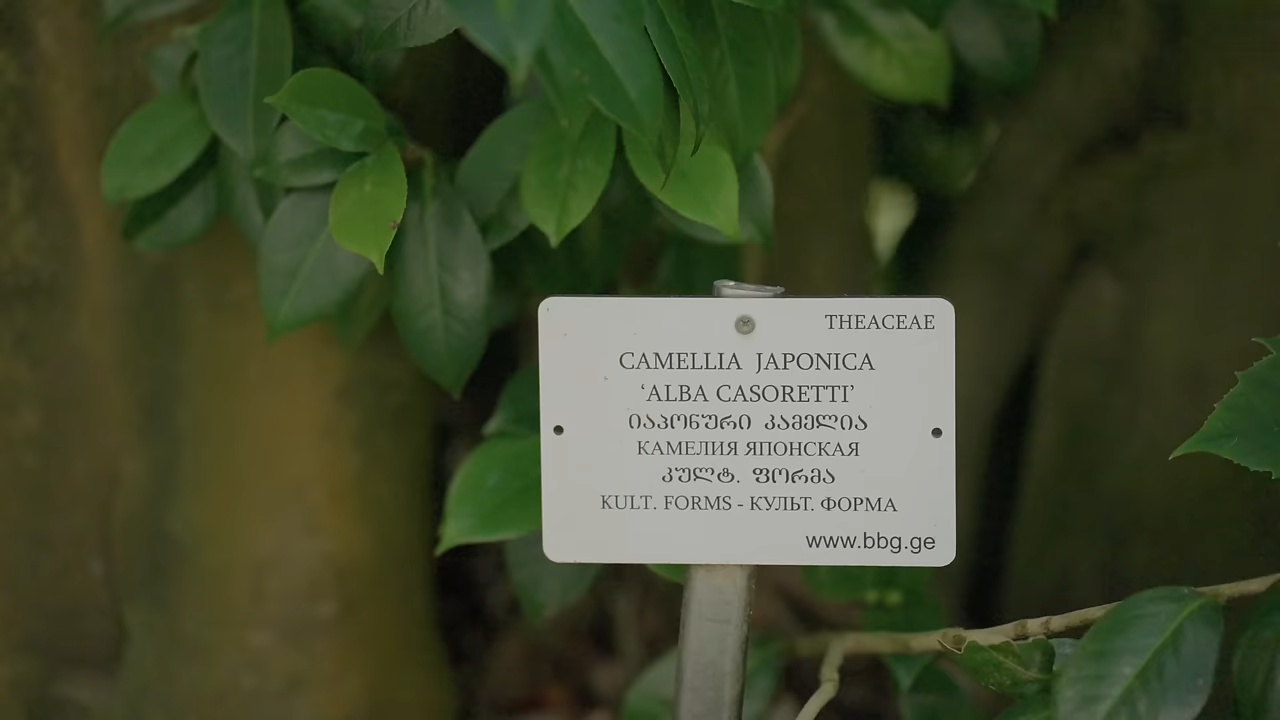 THEACEAE
CAMELLIA JAPONICA
‘ALBA CASORETTI’
ᲘᲐᲞᲝᲜᲣᲠᲘ ᲙᲐᲛᲔᲚᲘᲐ
КАМЕЛИЯ ЯПОНСКАЯ
ᲙᲣᲚᲢ. ᲤᲝᲠᲛᲐ
KULT. FORMS - КУЛЬТ. ФОРМА
www.bbg.ge